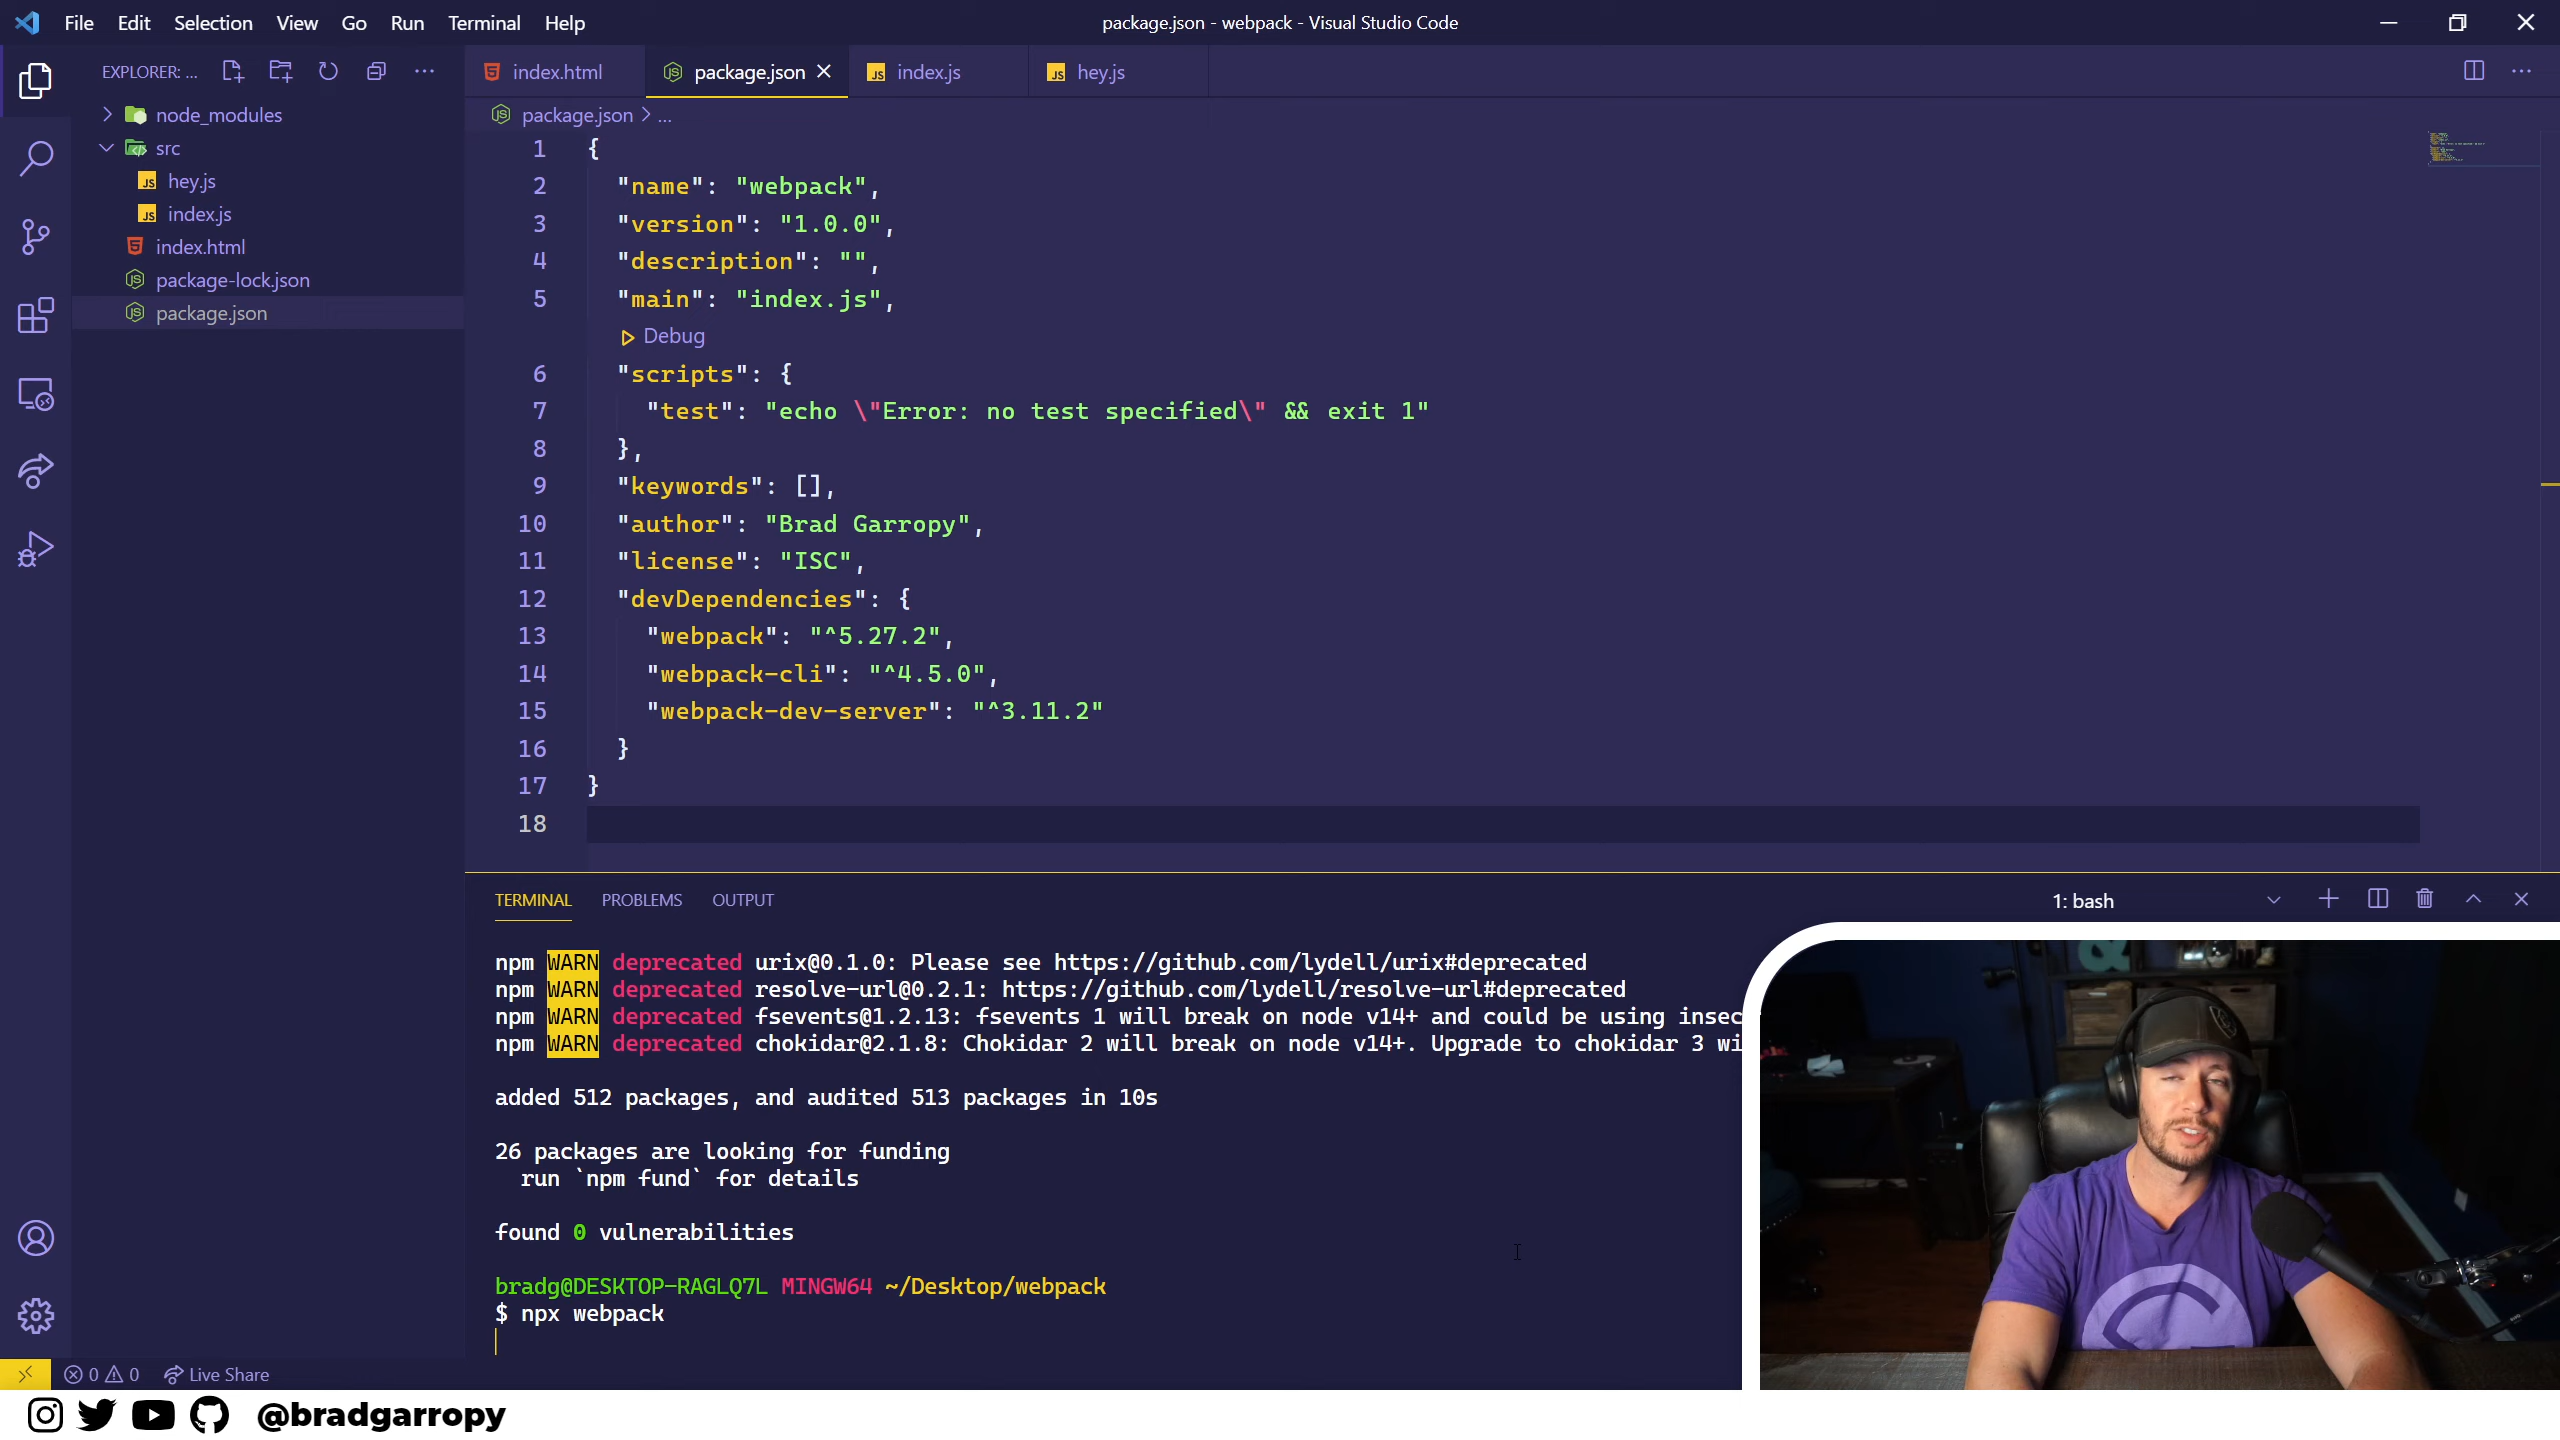 File Edit Selection View Go Run Terminal Help
package.json - webpack - Visual Studio Code
EXPLORER: ...
node_modules
src
hey.js
index.js
index.html
package-lock.json
package.json
index.html package.json index.js hey.js
package.json > ...
1 {
2 "name": "webpack",
3 "version": "1.0.0",
4 "description": "",
5 "main": "index.js",
Debug
6 "scripts": {
7 "test": "echo \"Error: no test specified\" && exit 1"
8 },
9 "keywords": [],
10 "author": "Brad Garropy",
11 "license": "ISC",
12 "devDependencies": {
13 "webpack": "^5.27.2",
14 "webpack-cli": "^4.5.0",
15 "webpack-dev-server": "^3.11.2"
16 }
17 }
18
TERMINAL PROBLEMS OUTPUT
1: bash
npm WARN deprecated urix@0.1.0: Please see https://github.com/lydell/urix#deprecated
npm WARN deprecated resolve-url@0.2.1: https://github.com/lydell/resolve-url#deprecated
npm WARN deprecated fsevents@1.2.13: fsevents 1 will break on node v14+ and could be using insec
npm WARN deprecated chokidar@2.1.8: Chokidar 2 will break on node v14+. Upgrade to chokidar 3 wi
added 512 packages, and audited 513 packages in 10s
26 packages are looking for funding
run `npm fund` for details
found 0 vulnerabilities
bradg@DESKTOP-RAGLQ7L MINGW64 ~/Desktop/webpack
$ npx webpack
0 0 Live Share
@bradgarropy